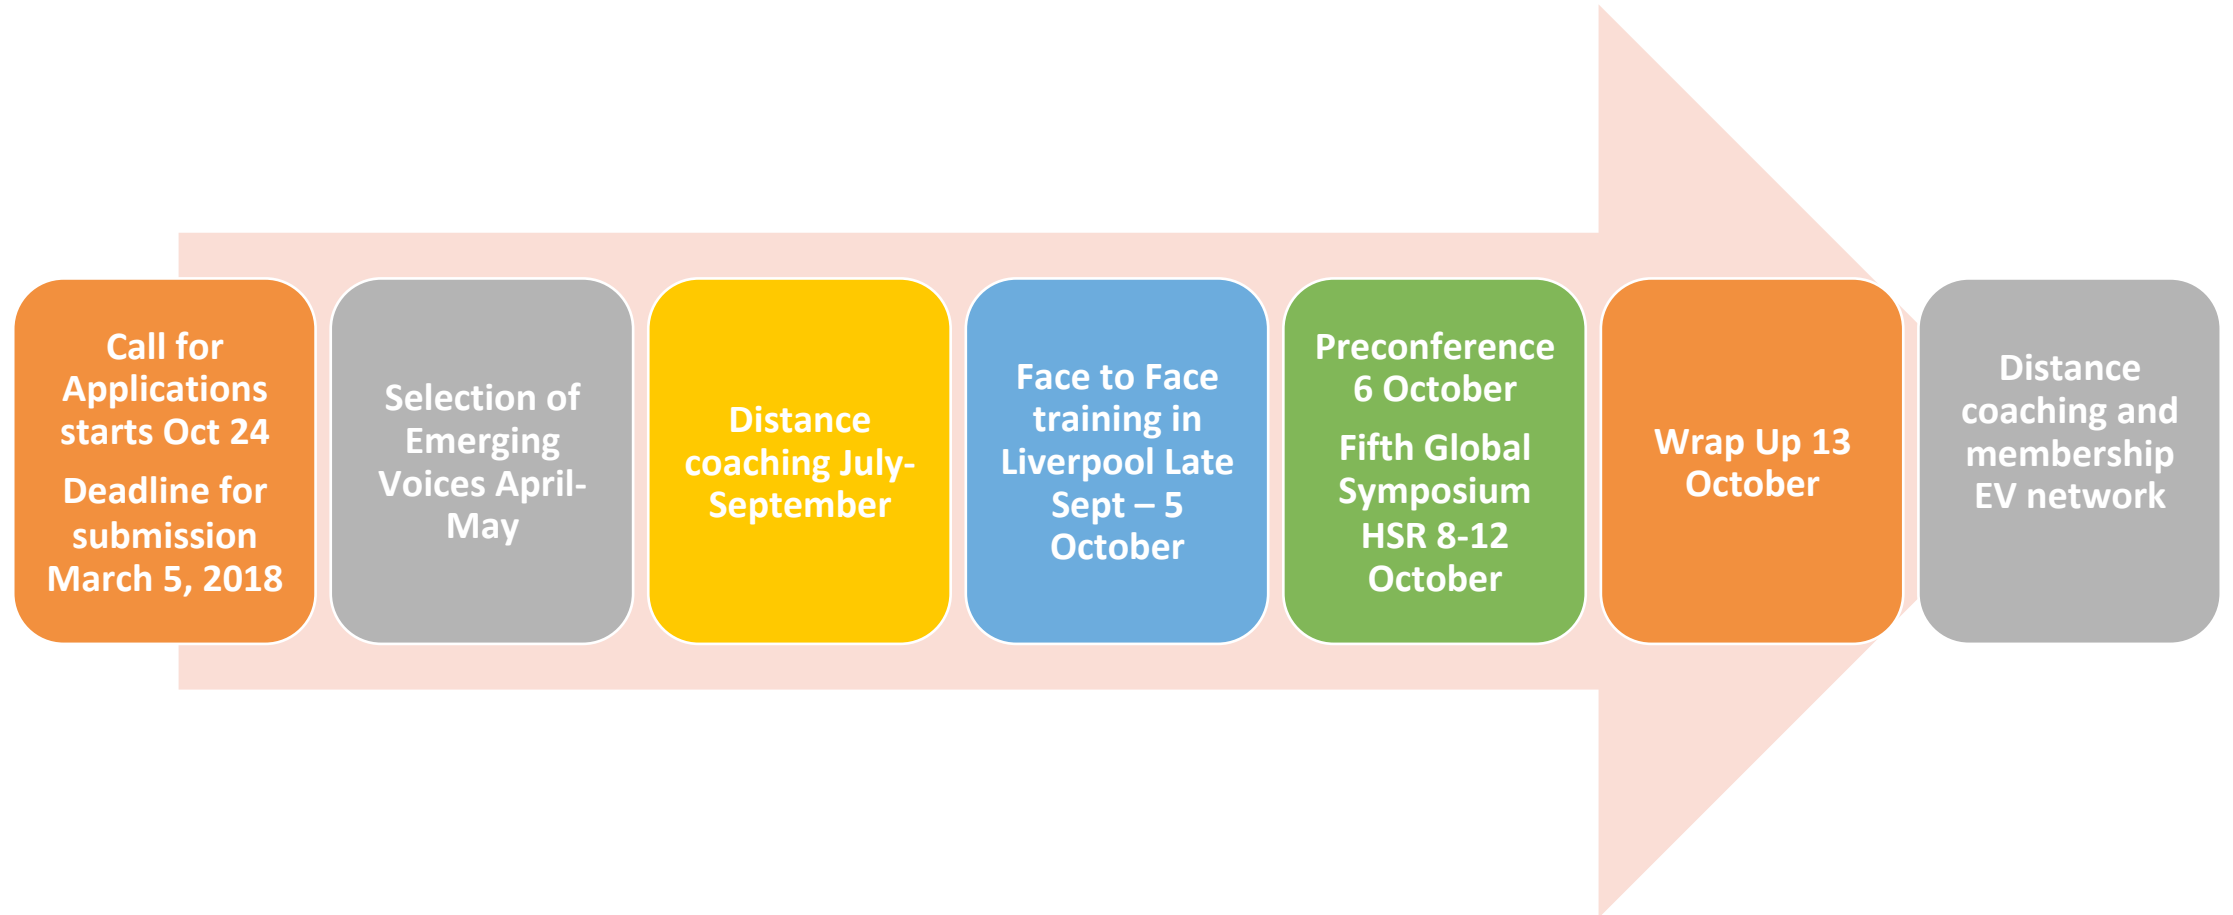 Call for
Applications
starts Oct 24
Deadline for
submission
March 5, 2018
Selection of
Emerging
Voices April-
May
Distance
coaching July-
September
Face to Face
training in
Liverpool Late
Sept – 5
October
Preconference
6 October
Fifth Global
Symposium
HSR 8-12
October
Wrap Up 13
October
Distance
coaching and
membership
EV network